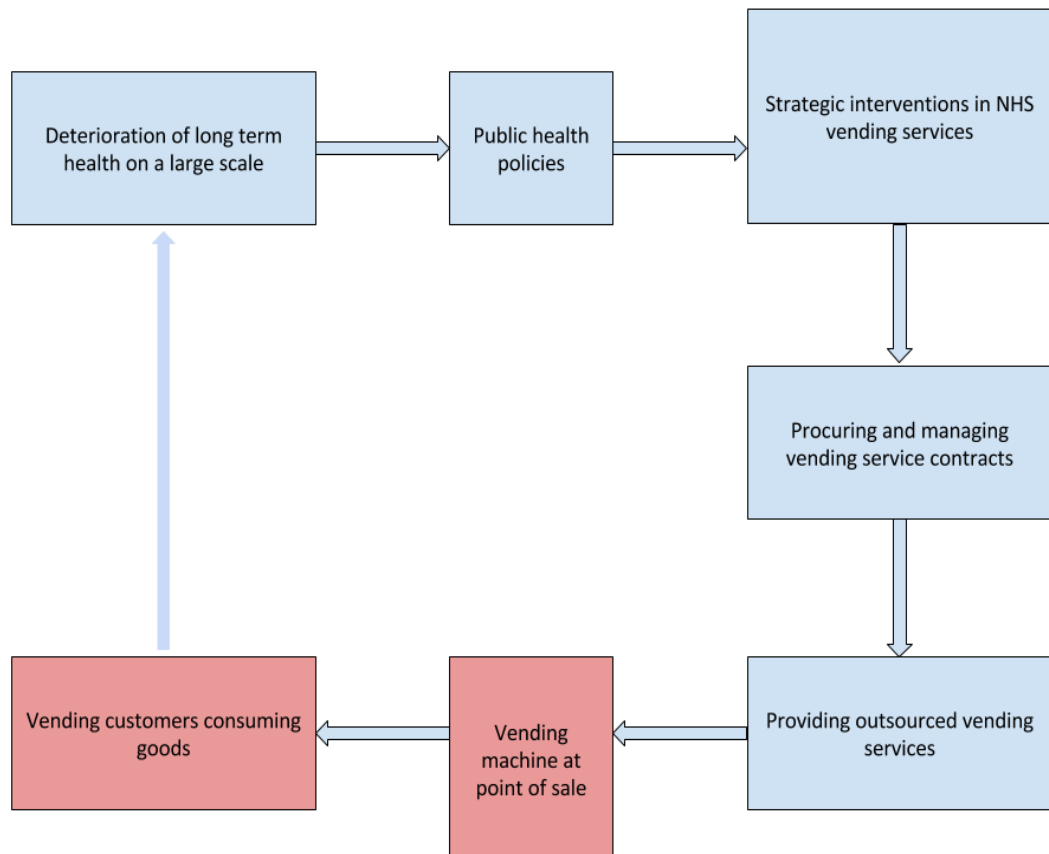 Deterioration of long term
health on a large scale
Public health
policies
Strategic interventions in NHS
vending services
Procuring and managing
vending service contracts
Providing outsourced vending
services
Vending
machine at
point of sale
Vending customers consuming
goods